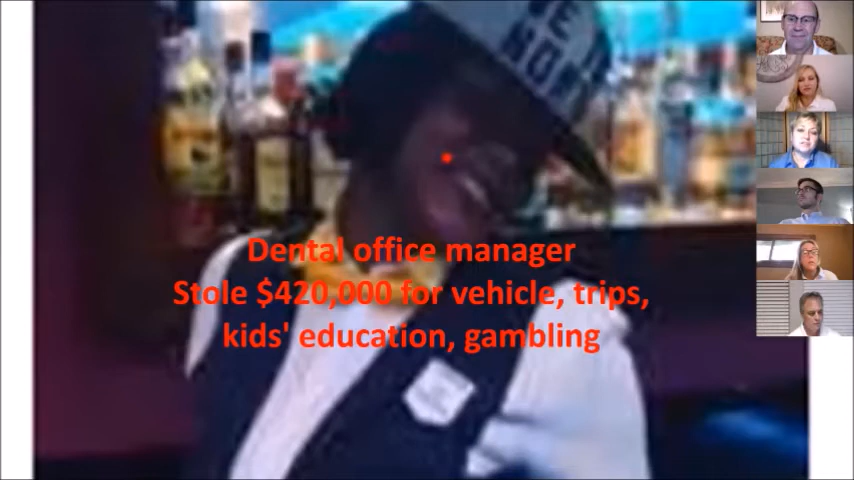 Dental office manager
Stole $420,000 for vehicle, trips,
kids' education, gambling